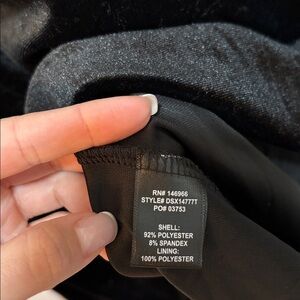 RN# 146966
STYLE# DSX14777T
PO# 03753
SHELL:
92% POLYESTER
8% SPANDEX
LINING:
100% POLYESTER